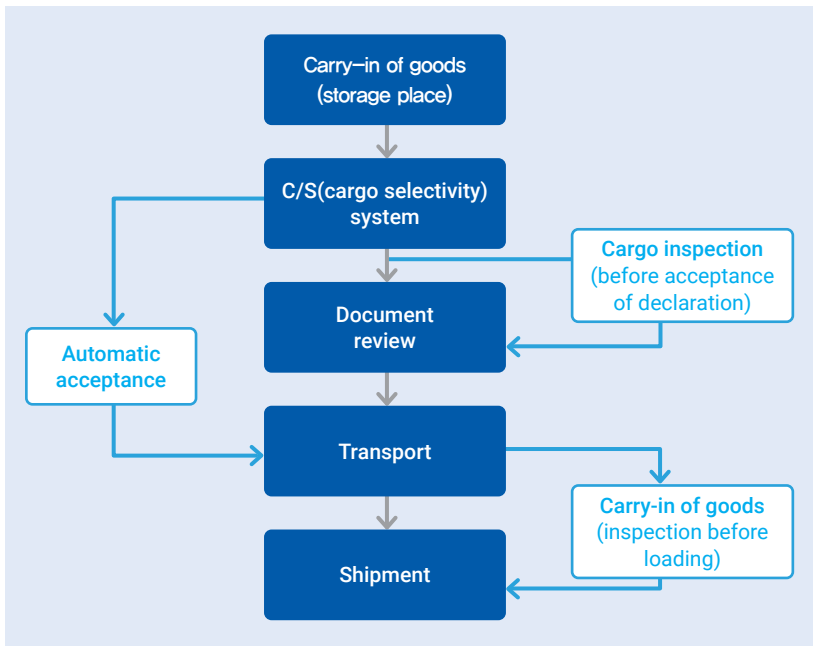 Carry-in of goods
(storage place)
C/S(cargo selectivity)
system
Cargo inspection
(before acceptance
of declaration)
Document
review
Automatic
acceptance
Transport
Carry-in of goods
(inspection before
loading)
Shipment